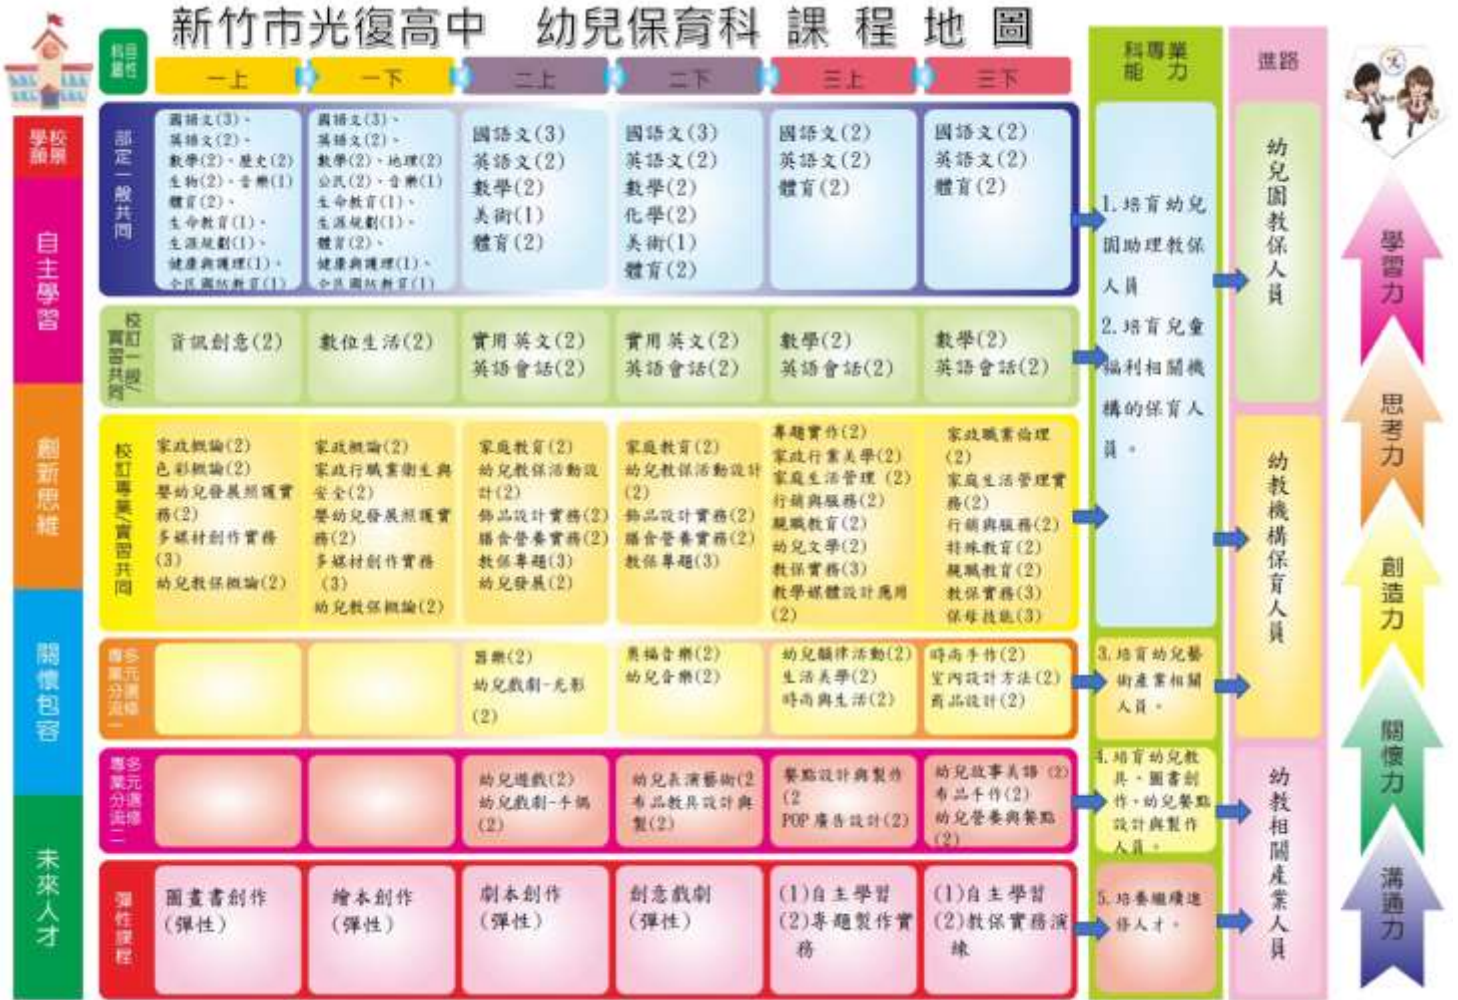 新竹市光復高中 幼兒保育科 課程地圖
科目
屬性
一上
一下
二上
二下
三上
三下
科專業
能 力
進路
學校
願景
自主學習
創新思維
關懷包容
未來人才
部定一般共同
國語文(3)、
英語文(2)、
數學(2)、歷史(2)
生物(2)、音樂(1)
體育(2)、
生命教育(1)、
生涯規劃(1)、
健康與護理(1)、
全民國防教育(1)
國語文(3)、
英語文(2)、
數學(2)、地理(2)
公民(2)、音樂(1)
生命教育(1)、
生涯規劃(1)、
體育(2)、
健康與護理(1)、
全民國防教育(1)
國語文(3)
英語文(2)
數學(2)
美術(1)
體育(2)
國語文(3)
英語文(2)
數學(2)
化學(2)
美術(1)
體育(2)
國語文(2)
英語文(2)
體育(2)
國語文(2)
英語文(2)
體育(2)
校訂一般/
實習共同
資訊創意(2)
數位生活(2)
實用英文(2)
英語會話(2)
實用英文(2)
英語會話(2)
數學(2)
英語會話(2)
數學(2)
英語會話(2)
校訂專業/實習共同
家政概論(2)
色彩概論(2)
嬰幼兒發展照護實
務(2)
多媒材創作實務
(3)
幼兒教保概論(2)
家政概論(2)
家政行職業衛生與
安全(2)
嬰幼兒發展照護實
務(2)
多媒材創作實務
(3)
幼兒教保概論(2)
家庭教育(2)
幼兒教保活動設
計(2)
飾品設計實務(2)
膳食營養實務(2)
教保專題(3)
幼兒發展(2)
家庭教育(2)
幼兒教保活動設計
(2)
飾品設計實務(2)
膳食營養實務(2)
教保專題(3)
專題實作(2)
家政行業美學(2)
家庭生活管理 (2)
行銷與服務(2)
親職教育(2)
幼兒文學(2)
教保實務(3)
教學媒體設計應用
(2)
家政職業倫理
(2)
家庭生活管理實
務(2)
行銷與服務(2)
特殊教育(2)
親職教育(2)
教保實務(3)
保母技能(3)
多元選修
專業分流一
器樂(2)
幼兒戲劇-光影
(2)
奧福音樂(2)
幼兒音樂(2)
幼兒韻律活動(2)
生活美學(2)
時尚與生活(2)
時尚手作(2)
室內設計方法(2)
商品設計(2)
多元選修
專業分流二
幼兒遊戲(2)
幼兒戲劇-手偶
(2)
幼兒表演藝術(2
布品教具設計與
製(2)
餐點設計與製作
(2
POP 廣告設計(2)
幼兒故事美語 (2)
布品手作(2)
幼兒營養與餐點
(2)
彈性課程
圖畫書創作
(彈性)
繪本創作
(彈性)
劇本創作
(彈性)
創意戲劇
(彈性)
(1)自主學習
(2)專題製作實
務
(1)自主學習
(2)教保實務演
練
1.培育幼兒
園助理教保
人員
2.培育兒童
福利相關機
構的保育人
員。
3.培育幼兒藝
術產業相關
人員。
4.培育幼兒教
具、圖書創
作,幼兒餐點
設計與製作
人員。
5.培養繼續進
修人才。
幼兒園教保人員
幼教機構保育人員
幼教相關產業人員
學習力
思考力
創造力
關懷力
溝通力